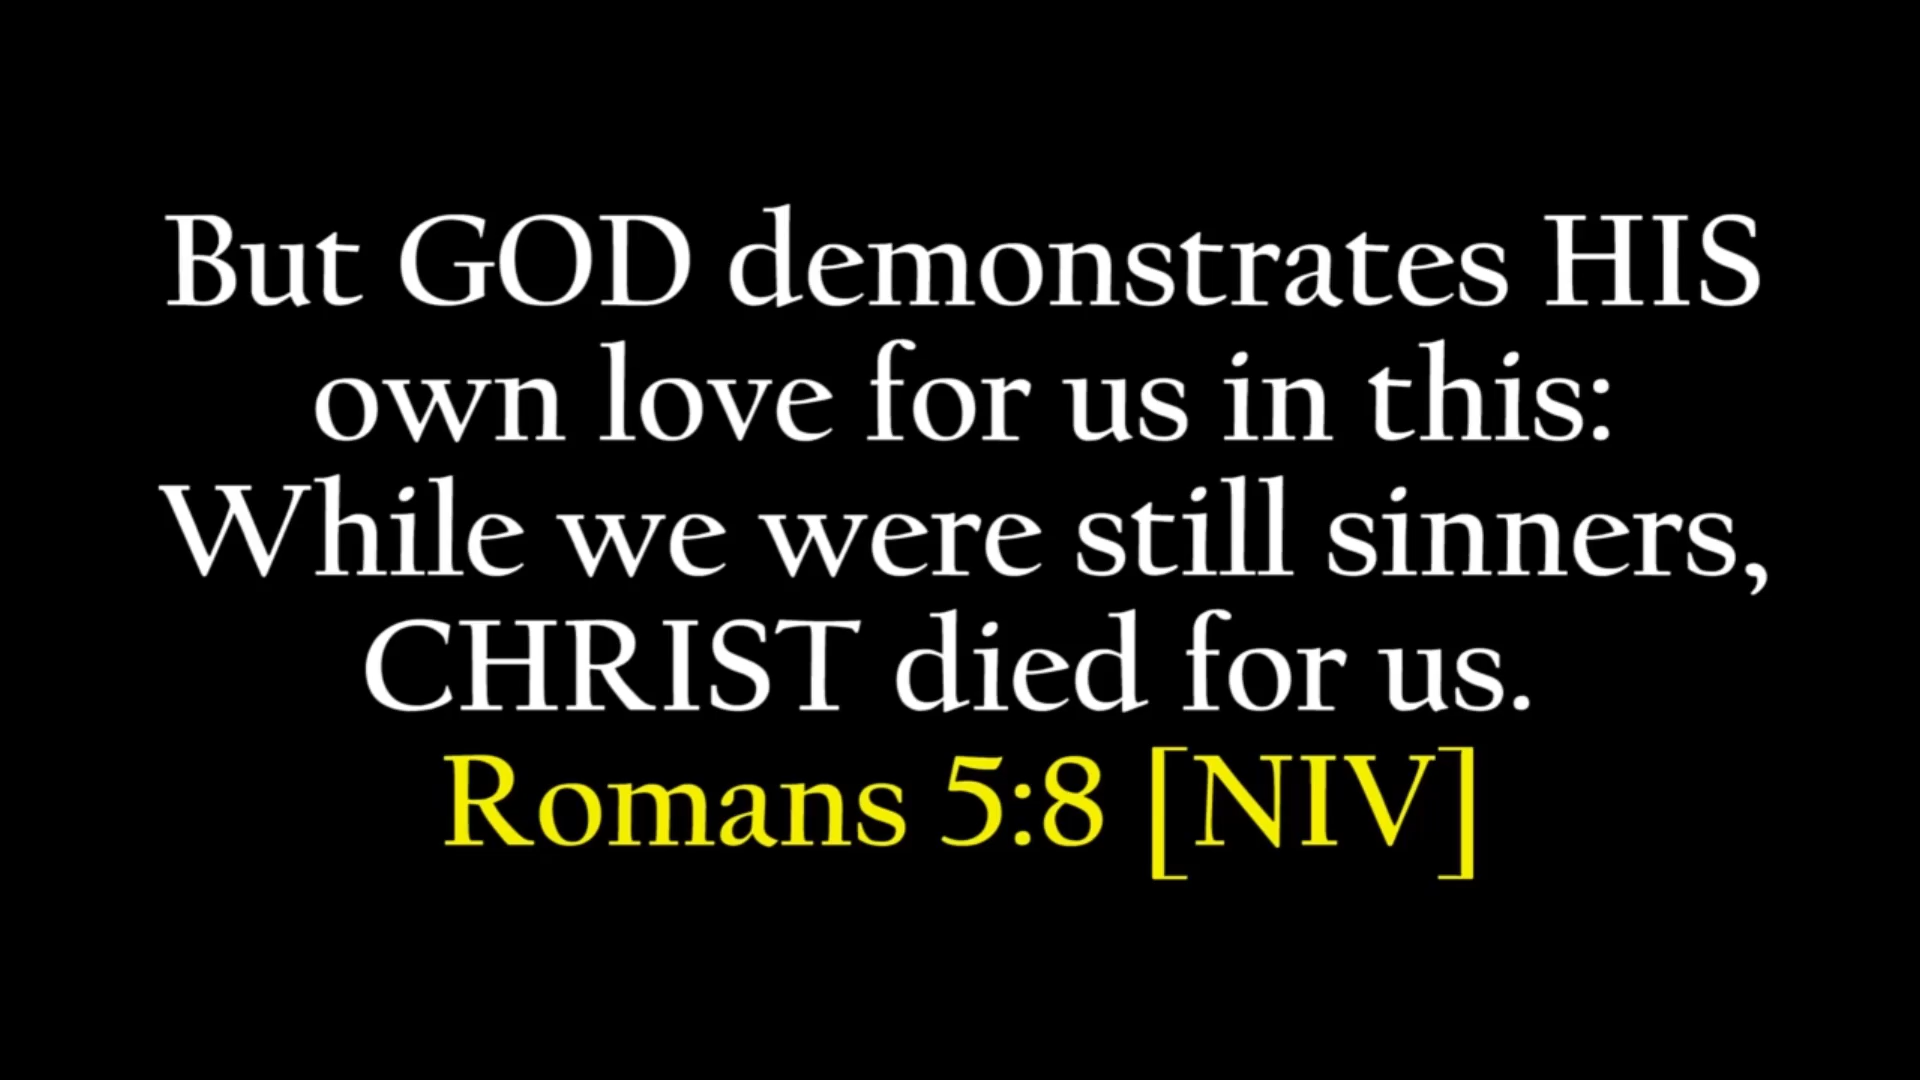 But GOD demonstrates HIS
own love for us in this:
While we were still sinners,
CHRIST died for us.
Romans 5:8 [NIV]